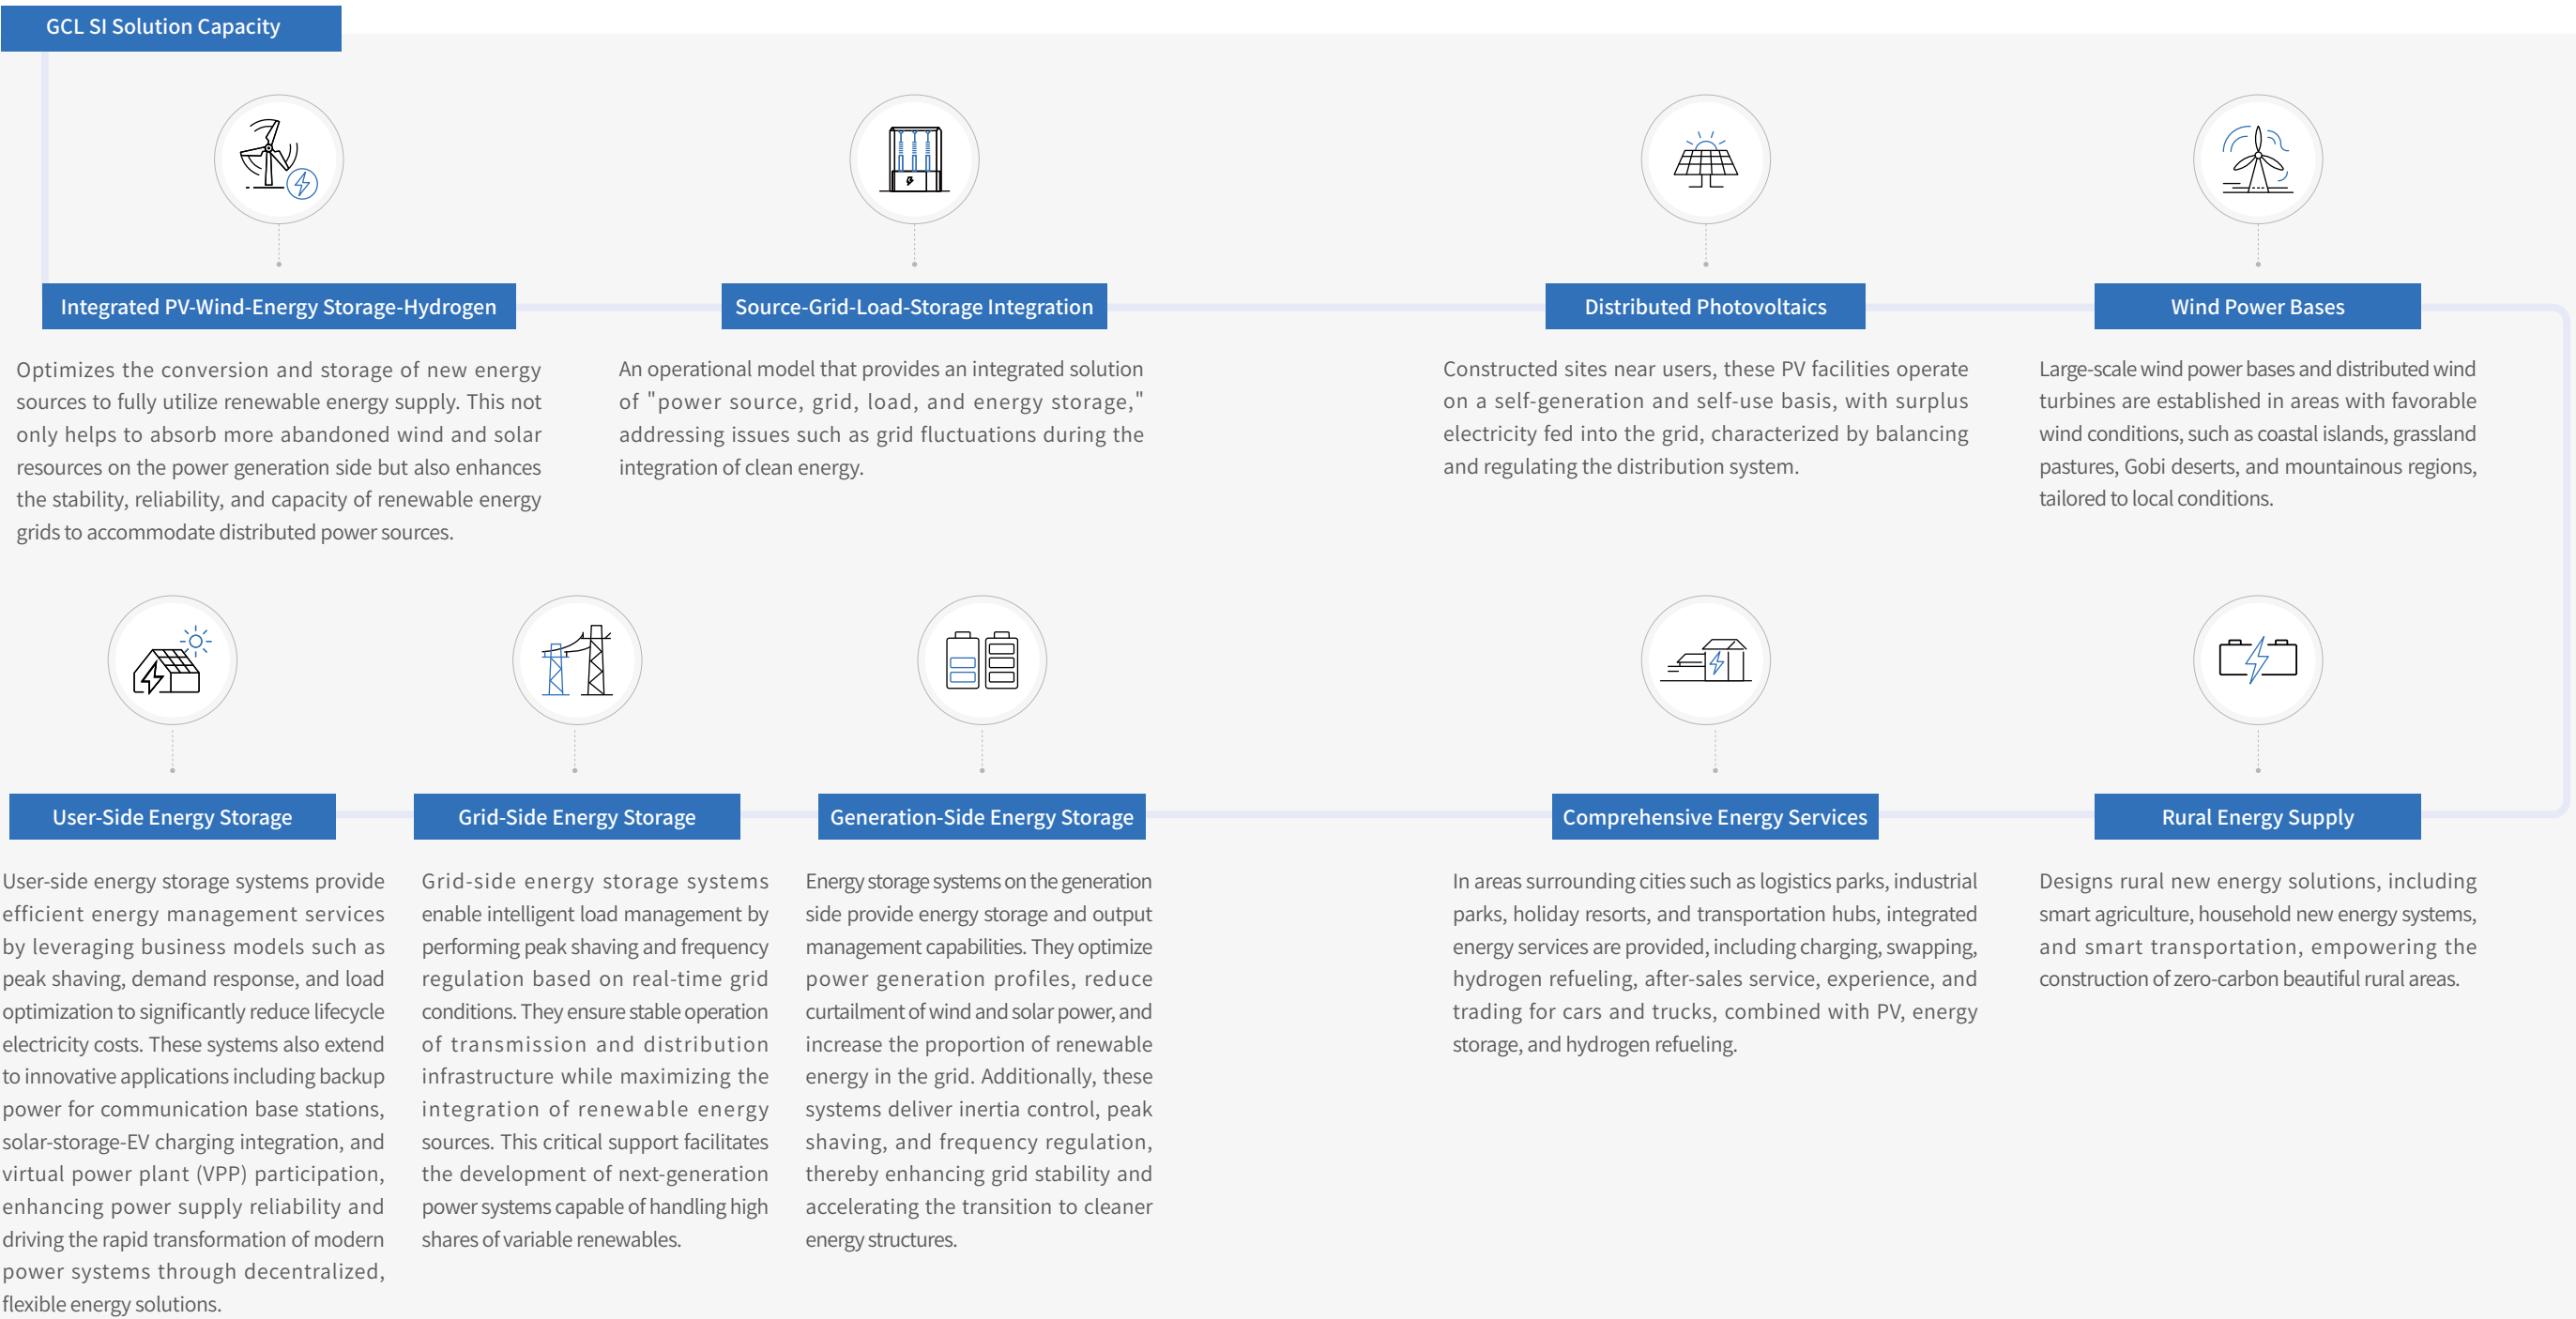 GCL SI Solution Capacity
Integrated PV-Wind-Energy Storage-Hydrogen
Optimizes the conversion and storage of new energy
sources to fully utilize renewable energy supply. This not
only helps to absorb more abandoned wind and solar
resources on the power generation side but also enhances
the stability, reliability, and capacity of renewable energy
grids to accommodate distributed power sources.
Source-Grid-Load-Storage Integration
An operational model that provides an integrated solution
of "power source, grid, load, and energy storage,"
addressing issues such as grid fluctuations during the
integration of clean energy.
Distributed Photovoltaics
Constructed sites near users, these PV facilities operate
on a self-generation and self-use basis, with surplus
electricity fed into the grid, characterized by balancing
and regulating the distribution system.
Wind Power Bases
Large-scale wind power bases and distributed wind
turbines are established in areas with favorable
wind conditions, such as coastal islands, grassland
pastures, Gobi deserts, and mountainous regions,
tailored to local conditions.
User-Side Energy Storage
User-side energy storage systems provide
efficient energy management services
by leveraging business models such as
peak shaving, demand response, and load
optimization to significantly reduce lifecycle
electricity costs. These systems also extend
to innovative applications including backup
power for communication base stations,
solar-storage-EV charging integration, and
virtual power plant (VPP) participation,
enhancing power supply reliability and
driving the rapid transformation of modern
power systems through decentralized,
flexible energy solutions.
Grid-Side Energy Storage
Grid-side energy storage systems
enable intelligent load management by
performing peak shaving and frequency
regulation based on real-time grid
conditions. They ensure stable operation
of transmission and distribution
infrastructure while maximizing the
integration of renewable energy
sources. This critical support facilitates
the development of next-generation
power systems capable of handling high
shares of variable renewables.
Generation-Side Energy Storage
Energy storage systems on the generation
side provide energy storage and output
management capabilities. They optimize
power generation profiles, reduce
curtailment of wind and solar power, and
increase the proportion of renewable
energy in the grid. Additionally, these
systems deliver inertia control, peak
shaving, and frequency regulation,
thereby enhancing grid stability and
accelerating the transition to cleaner
energy structures.
Comprehensive Energy Services
In areas surrounding cities such as logistics parks, industrial
parks, holiday resorts, and transportation hubs, integrated
energy services are provided, including charging, swapping,
hydrogen refueling, after-sales service, experience, and
trading for cars and trucks, combined with PV, energy
storage, and hydrogen refueling.
Rural Energy Supply
Designs rural new energy solutions, including
smart agriculture, household new energy systems,
and smart transportation, empowering the
construction of zero-carbon beautiful rural areas.